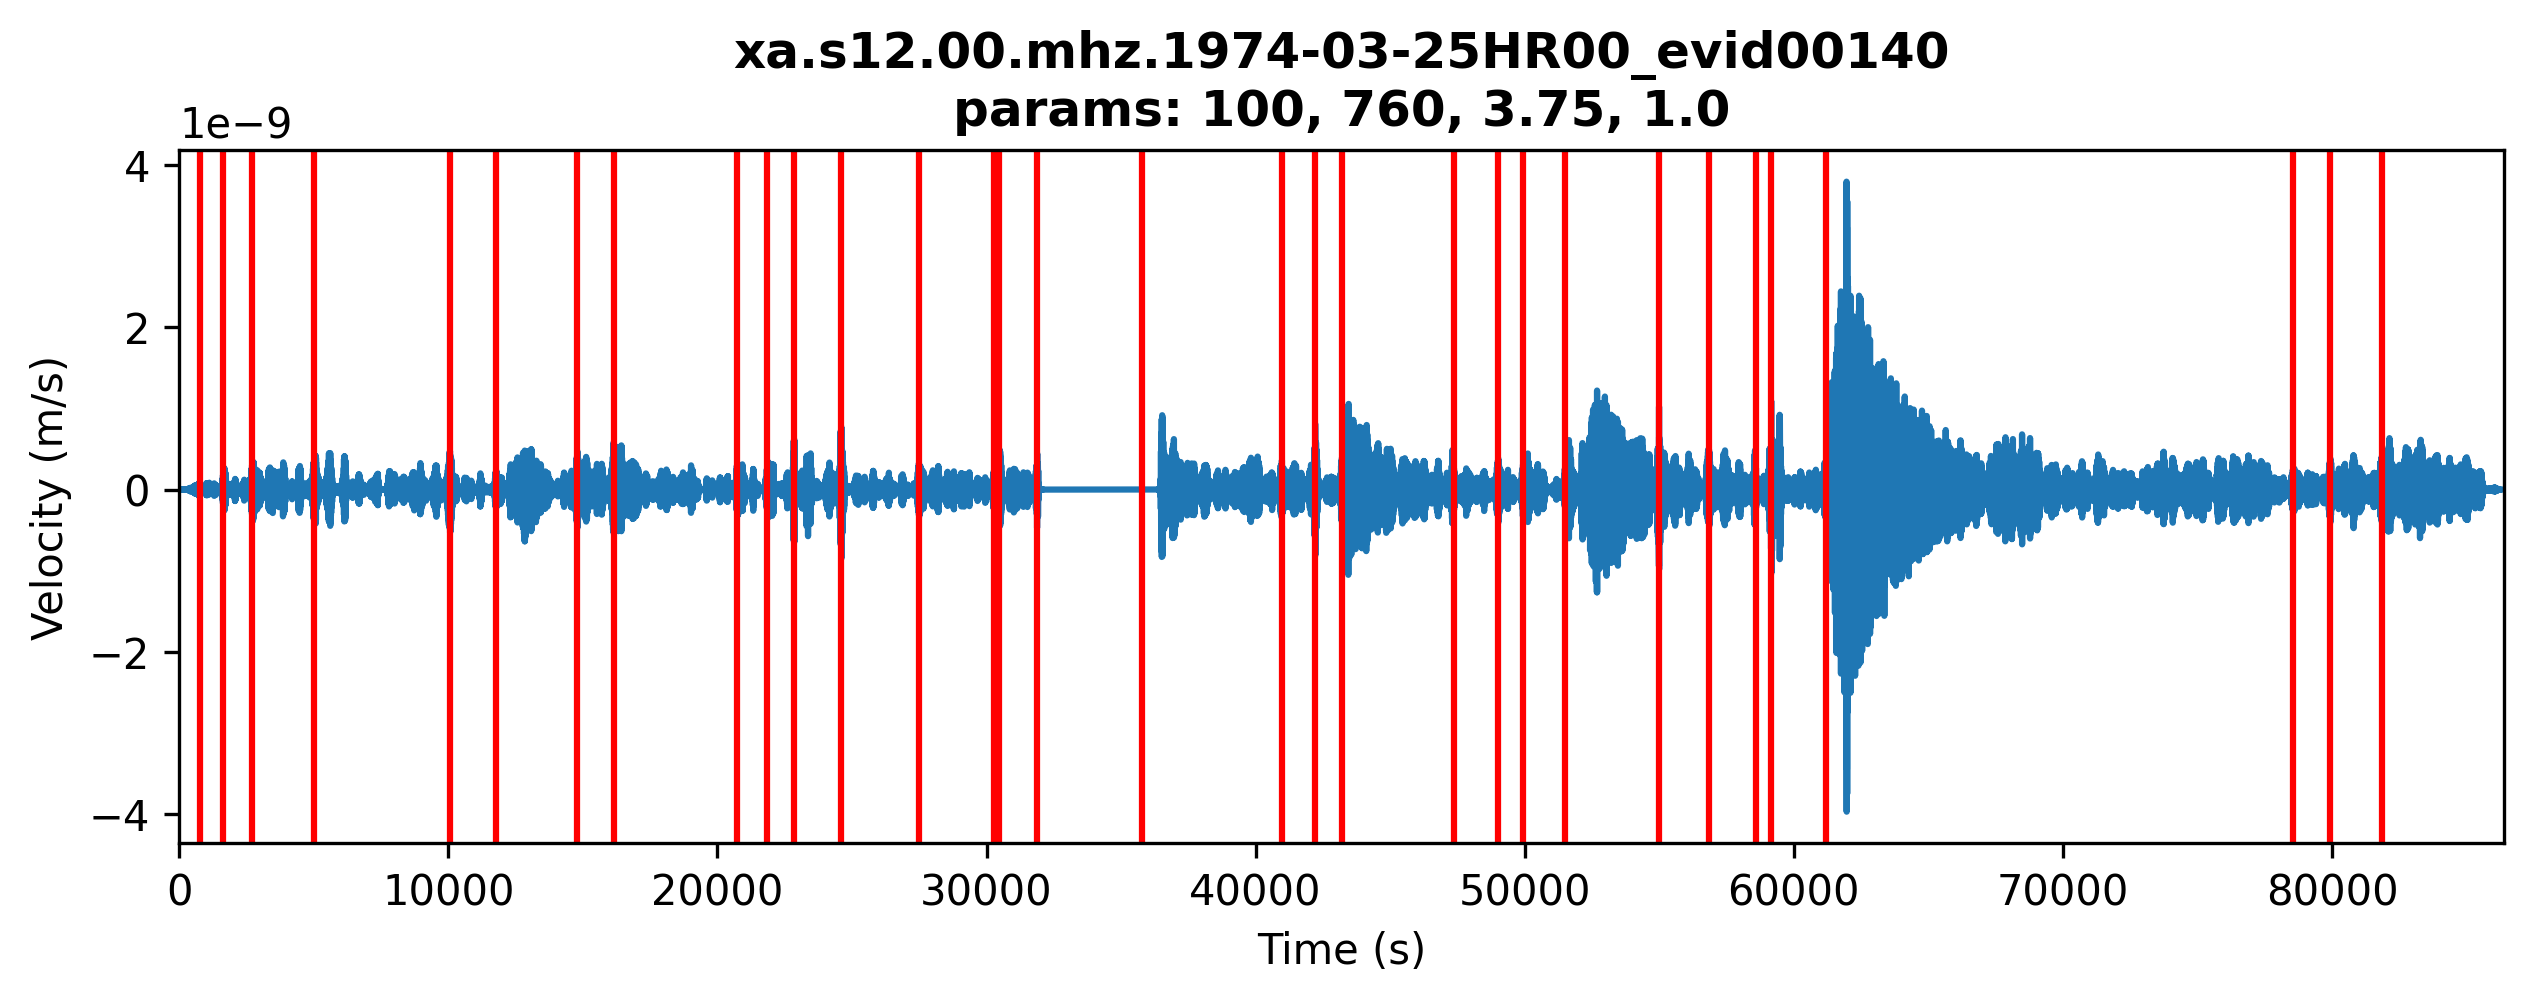 xa.s12.00.mhz.1974-03-25HR00_evid00140
params: 100, 760, 3.75, 1.0
1e−9
4
2
0
−2
−4
Velocity (m/s)
0 10000 20000 30000 40000 50000 60000 70000 80000
Time (s)